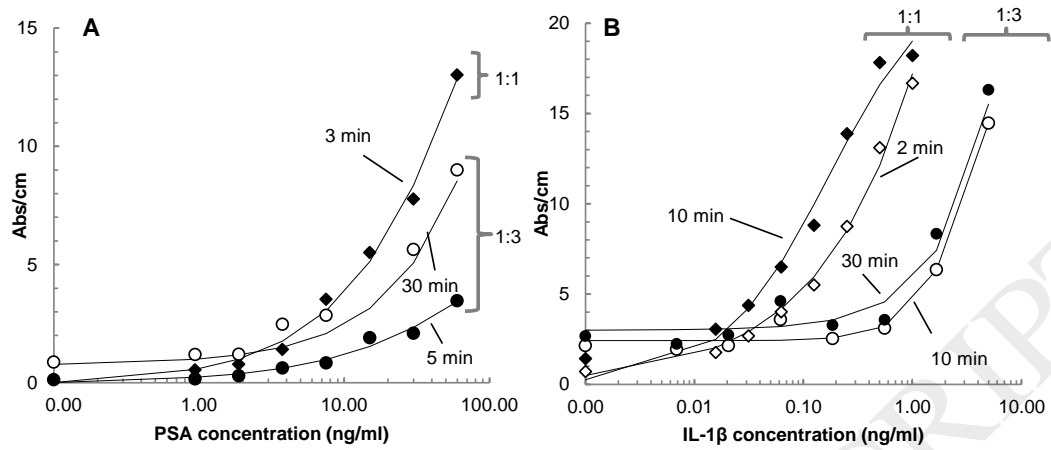 A
15
10
5
0
Abs/cm
0.00
1.00
10.00
100.00
PSA concentration (ng/ml)
3 min
30 min
5 min
1:1
1:3
B
20
15
10
5
0
Abs/cm
0.00
0.01
0.10
1.00
10.00
IL-1β concentration (ng/ml)
1:1
1:3
2 min
10 min
30 min
10 min
RIPT